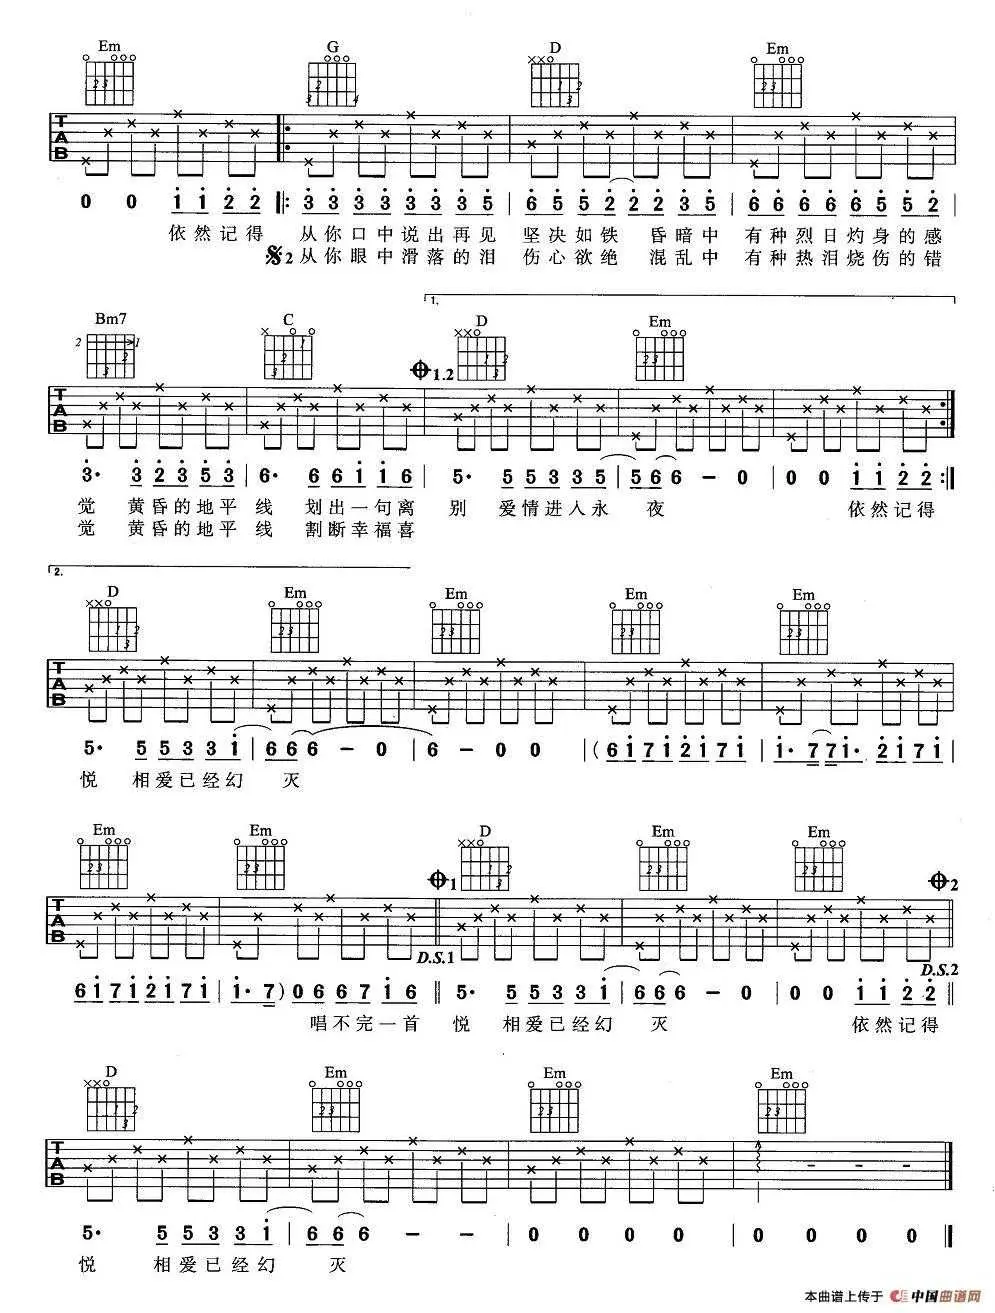 Em G D Em
T A B
0 0 1 1 2 2 ‖: 3 3 3 3 3 3 3 5 | 6 5 5 2 2 2 3 5 | 6 6 6 6 6 5 5 2 |
依然记得 从你口中说出再见 坚决如铁 昏暗中 有种烈日灼身的感
2 从你眼中滑落的泪 伤心欲绝 混乱中 有种热泪烧伤的错
1.
Bm7 C 1.2 D Em
2 1
T A B
3· 3 2 3 5 3 | 6· 6 6 1 1 6 | 5· 5 5 3 3 5 | 5 6 6 - 0 | 0 0 1 1 2 2 :‖
觉 黄昏的地平线 划出一句离 别 爱情进入永 夜 依然记得
觉 黄昏的地平线 割断幸福喜
2.
D Em Em Em Em
T A B
5· 5 5 3 3 1 | 6 6 6 - 0 | 6 - 0 0 | ( 6 1 7 1 2 1 7 1 | 1· 7 7 1· 2 1 7 1 |
悦 相爱已经幻 灭
Em Em 1 D Em Em 2
T A B
D.S.1 D.S.2
6 1 7 1 2 1 7 1 | 1· 7 ) 0 6 6 7 1 6 ‖ 5· 5 5 3 3 1 | 6 6 6 - 0 | 0 0 1 1 2 2 ‖
唱不完一首 悦 相爱已经幻 灭 依然记得
D Em Em Em
T A B
5· 5 5 3 3 1 | 6 6 6 - - | 0 0 0 0 | 0 0 0 0 ‖
悦 相爱已经幻 灭
本曲谱上传于 中国曲谱网